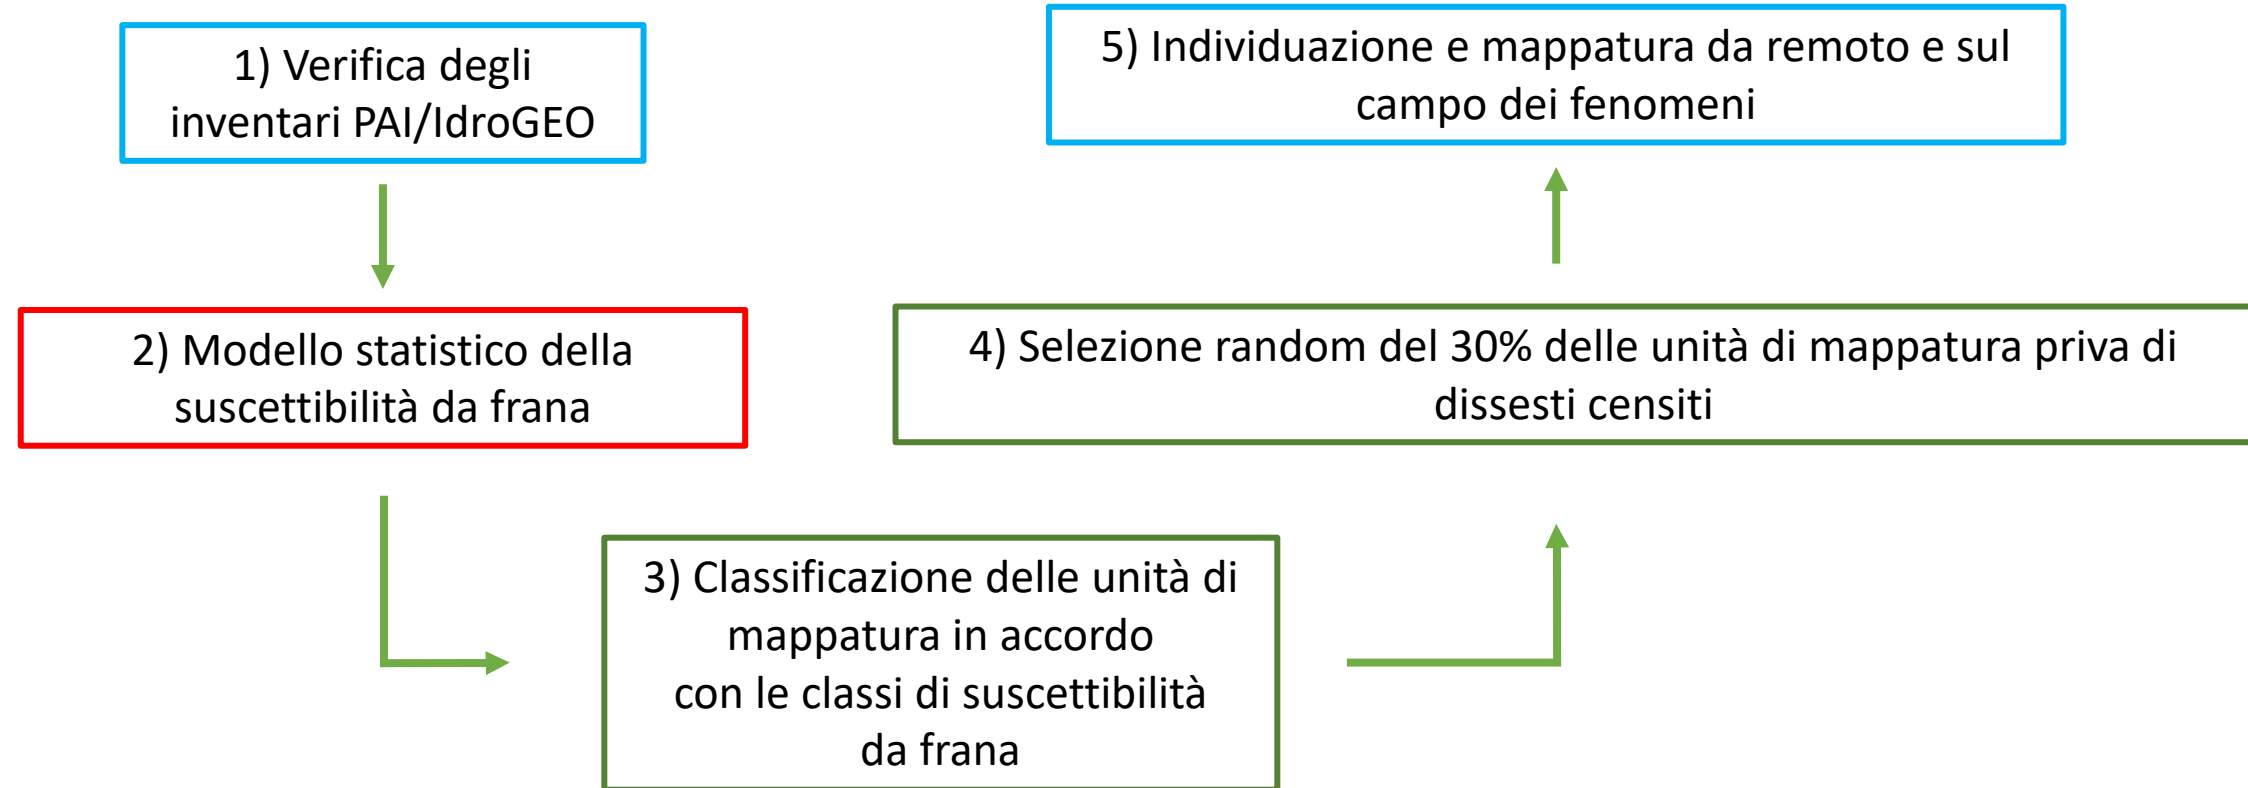 1) Verifica degli
inventari PAI/IdroGEO
2) Modello statistico della
suscettibilità da frana
3) Classificazione delle unità di
mappatura in accordo
con le classi di suscettibilità
da frana
4) Selezione random del 30% delle unità di mappatura priva di
dissesti censiti
5) Individuazione e mappatura da remoto e sul
campo dei fenomeni